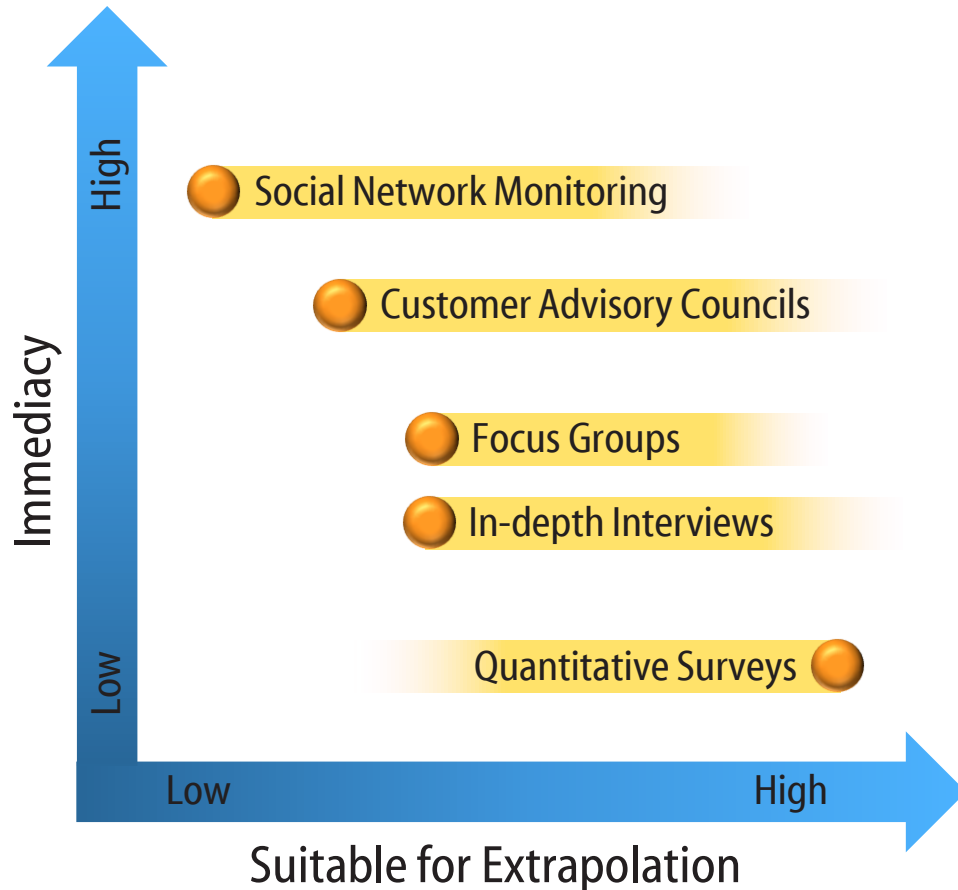 High
Social Network Monitoring
Customer Advisory Councils
Immediacy
Focus Groups
In-depth Interviews
Low
Quantitative Surveys
Low
High
Suitable for Extrapolation